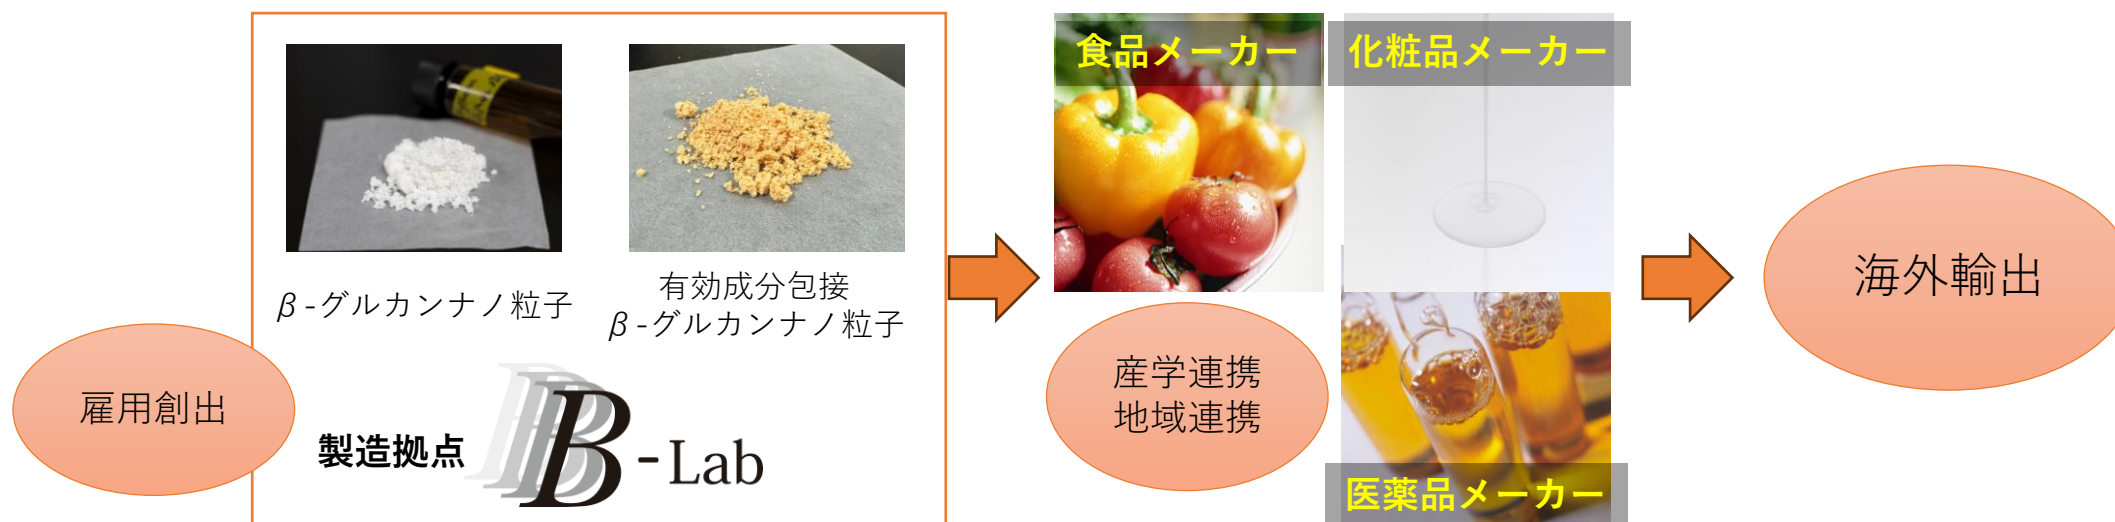 β-グルカンナノ粒子
有効成分包接
β-グルカンナノ粒子
雇用創出
製造拠点
B-Lab
食品メーカー
化粧品メーカー
産学連携
地域連携
医薬品メーカー
海外輸出